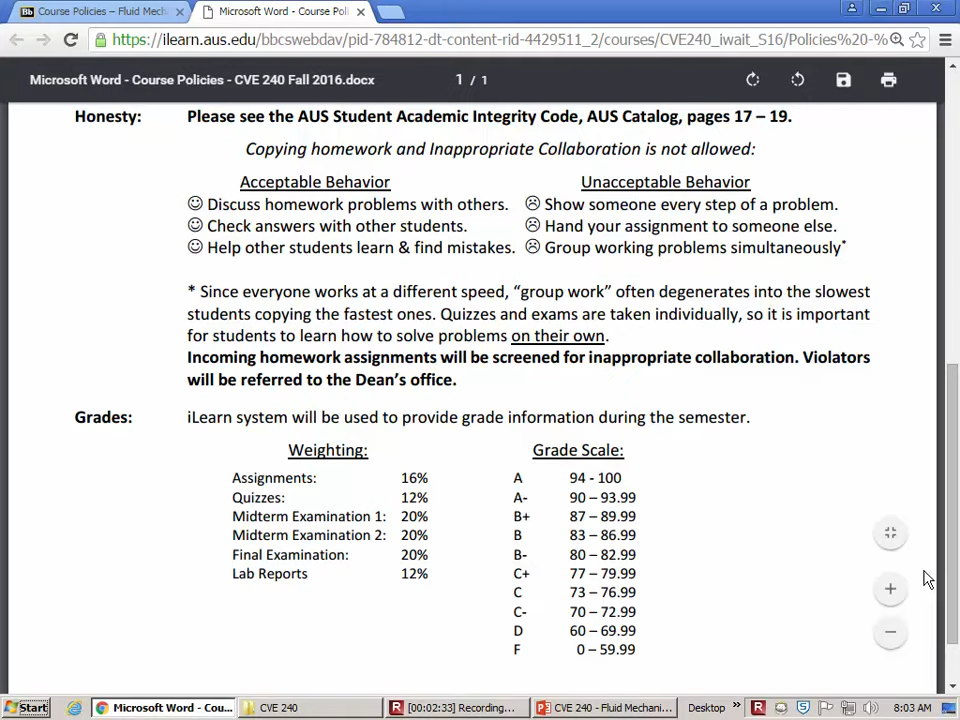 Course Policies – Fluid Mech
Microsoft Word - Course Poli
https://ilearn.aus.edu/bbcswebdav/pid-784812-dt-content-rid-4429511_2/courses/CVE240_iwait_S16/Policies%20-%
Microsoft Word - Course Policies - CVE 240 Fall 2016.docx 1 / 1
Honesty: Please see the AUS Student Academic Integrity Code, AUS Catalog, pages 17 – 19.
Copying homework and Inappropriate Collaboration is not allowed:
Acceptable Behavior Unacceptable Behavior
☺ Discuss homework problems with others. ☹ Show someone every step of a problem.
☺ Check answers with other students. ☹ Hand your assignment to someone else.
☺ Help other students learn & find mistakes. ☹ Group working problems simultaneously*
* Since everyone works at a different speed, “group work” often degenerates into the slowest
students copying the fastest ones. Quizzes and exams are taken individually, so it is important
for students to learn how to solve problems on their own.
Incoming homework assignments will be screened for inappropriate collaboration. Violators
will be referred to the Dean’s office.
Grades: iLearn system will be used to provide grade information during the semester.
Weighting: Grade Scale:
Assignments: 16% A 94 - 100
Quizzes: 12% A- 90 – 93.99
Midterm Examination 1: 20% B+ 87 – 89.99
Midterm Examination 2: 20% B 83 – 86.99
Final Examination: 20% B- 80 – 82.99
Lab Reports 12% C+ 77 – 79.99
C 73 – 76.99
C- 70 – 72.99
D 60 – 69.99
F 0 – 59.99
Start Microsoft Word - Cou... CVE 240 [00:02:33] Recording... CVE 240 - Fluid Mechani... Desktop » 8:03 AM